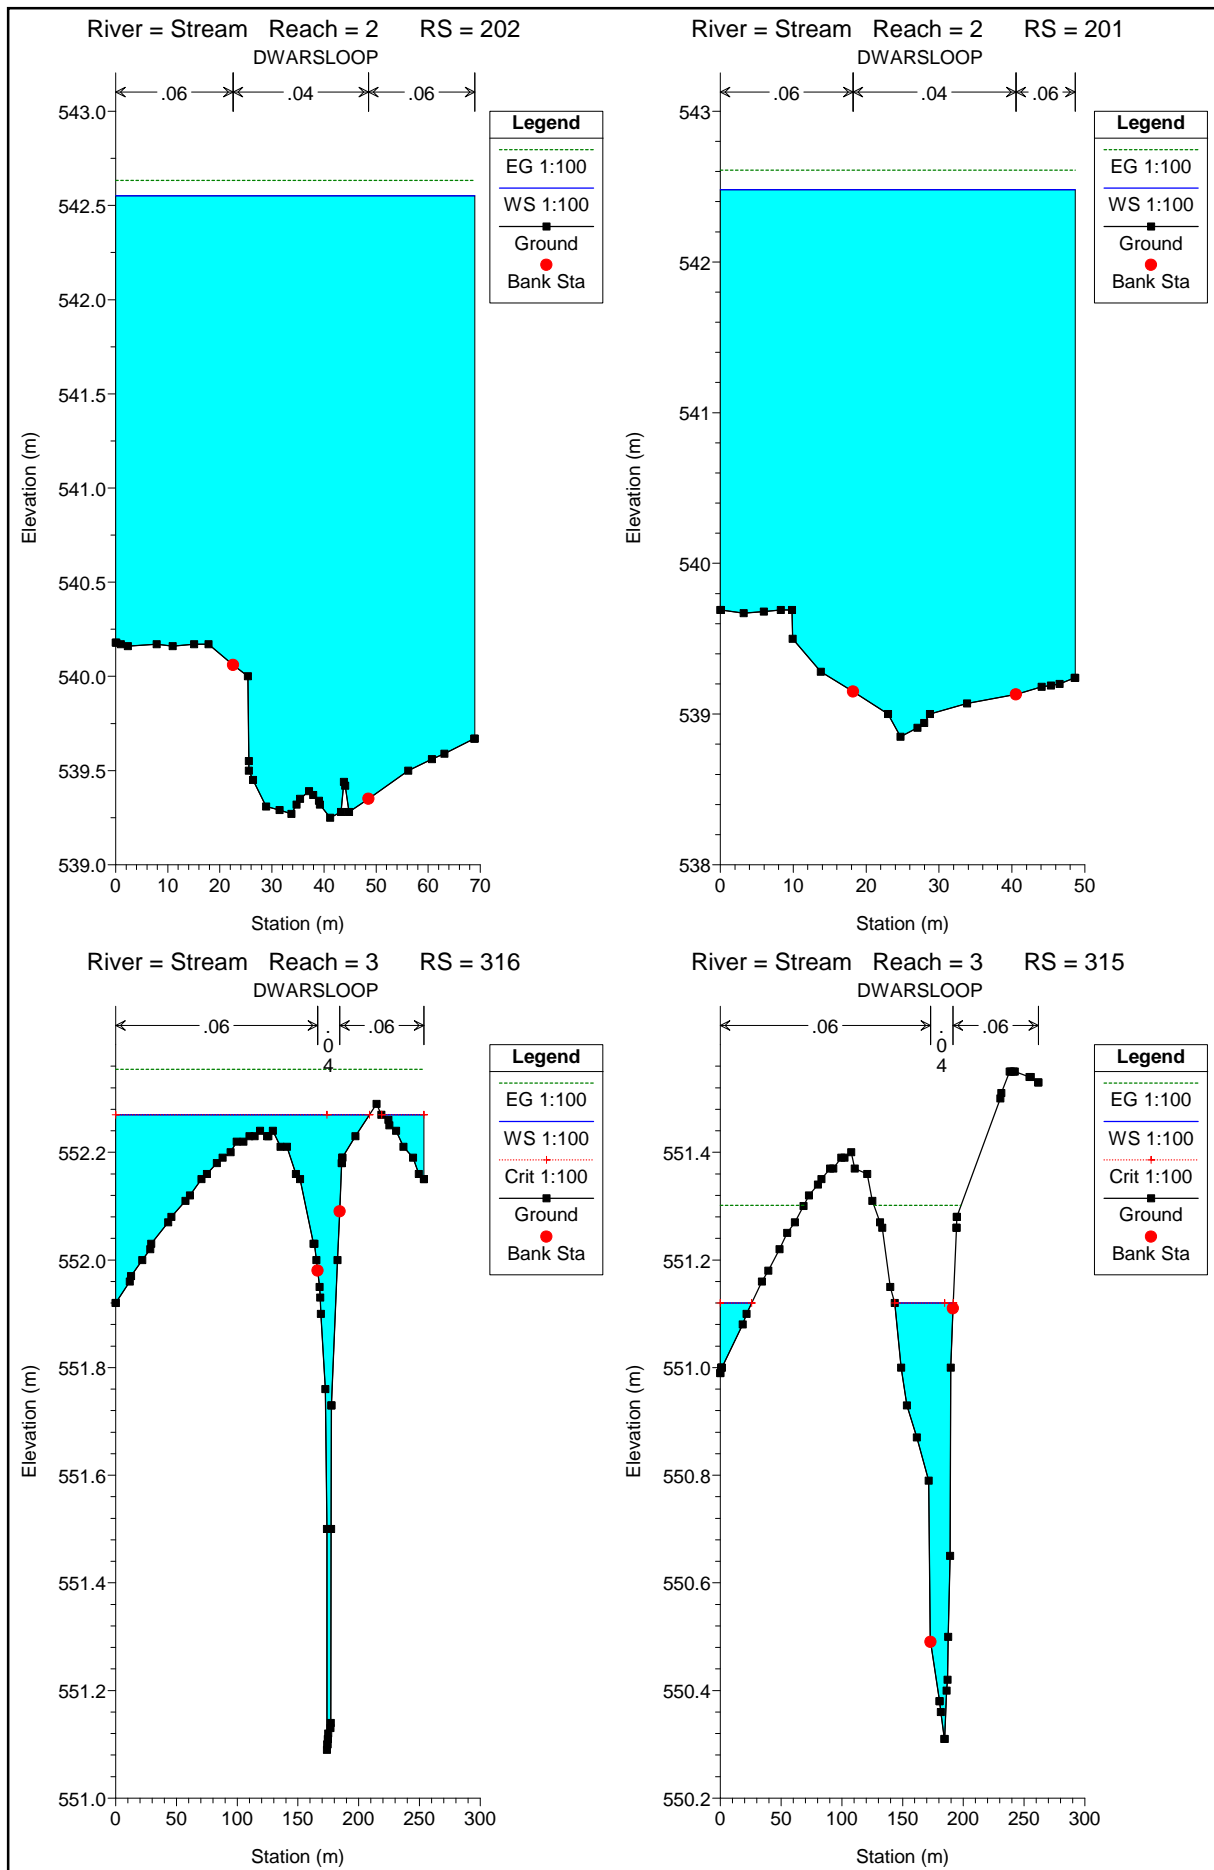 River = Stream Reach = 2 RS = 202
DWARSLOOP
.06 .04 .06
543.0
542.5
542.0
541.5
541.0
540.5
540.0
539.5
539.0
Elevation (m)
0 10 20 30 40 50 60 70
Station (m)
Legend
EG 1:100
WS 1:100
Ground
Bank Sta
River = Stream Reach = 2 RS = 201
DWARSLOOP
.06 .04 .06
543
542
541
540
539
538
Elevation (m)
0 10 20 30 40 50
Station (m)
Legend
EG 1:100
WS 1:100
Ground
Bank Sta
River = Stream Reach = 3 RS = 316
DWARSLOOP
.06 .04 .06
552.2
552.0
551.8
551.6
551.4
551.2
551.0
Elevation (m)
0 50 100 150 200 250 300
Station (m)
Legend
EG 1:100
WS 1:100
Crit 1:100
Ground
Bank Sta
River = Stream Reach = 3 RS = 315
DWARSLOOP
.06 .04 .06
551.4
551.2
551.0
550.8
550.6
550.4
550.2
Elevation (m)
0 50 100 150 200 250 300
Station (m)
Legend
EG 1:100
WS 1:100
Crit 1:100
Ground
Bank Sta